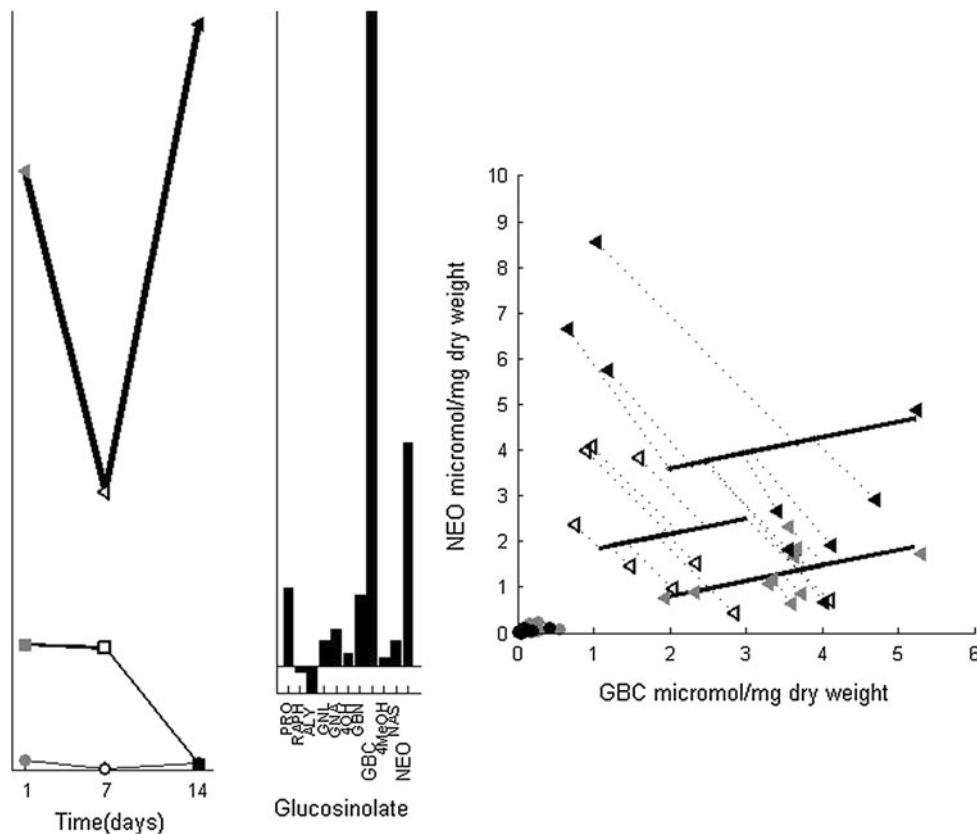 1 7 14
Time(days)
PRO
RAPH
ALY
GNL
GNA
4OH
GBN
GBC
4MeOH
NAS
NEO
Glucosinolate
NEO micromol/mg dry weight
10
9
8
7
6
5
4
3
2
1
0
0 1 2 3 4 5 6
GBC micromol/mg dry weight